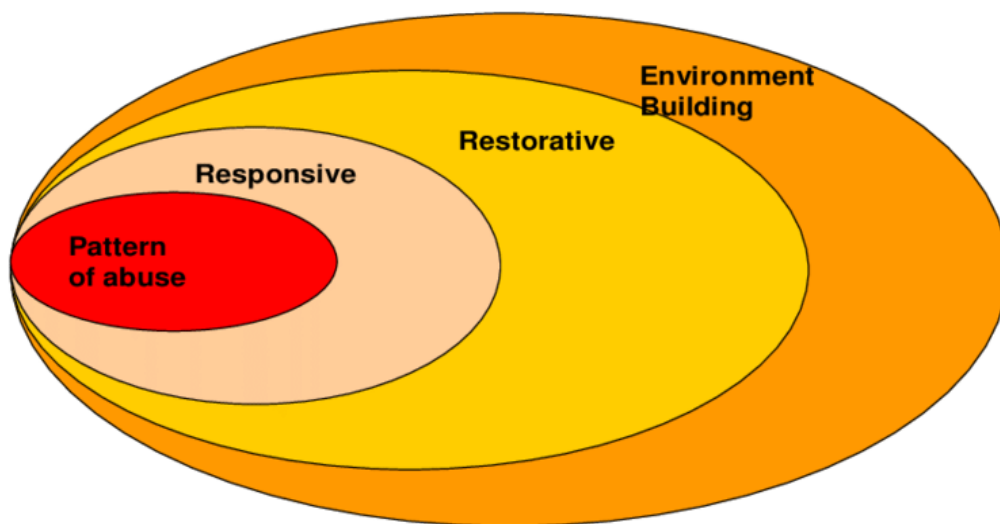 Environment
Building
Restorative
Responsive
Pattern
of abuse